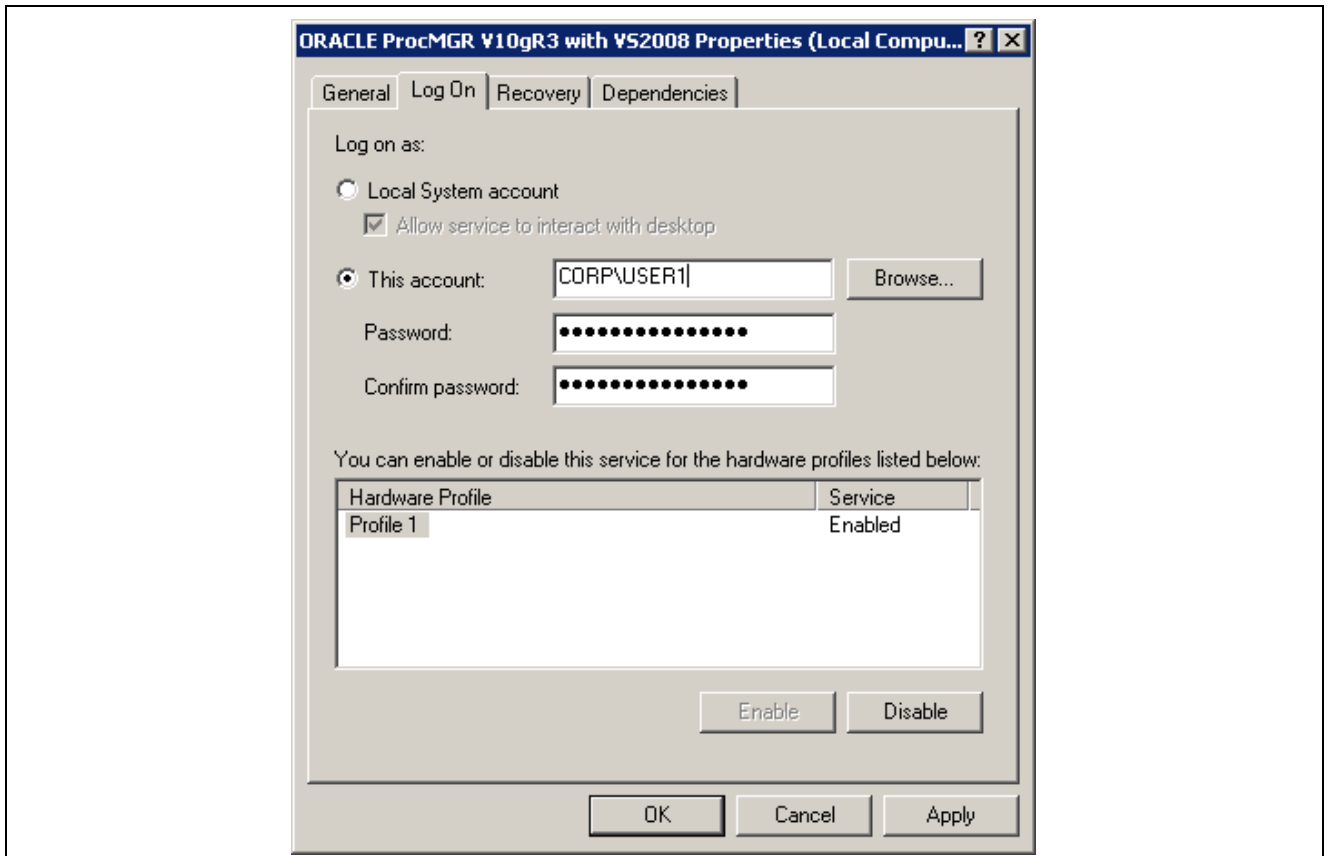 ORACLE ProcMGR V10gR3 with VS2008 Properties (Local Compu... ? X
General Log On Recovery Dependencies
Log on as:
Local System account
Allow service to interact with desktop
This account: CORP\USER1 Browse...
Password: •••••••••••••••
Confirm password: •••••••••••••••
You can enable or disable this service for the hardware profiles listed below:
Hardware Profile Service
Profile 1 Enabled
Enable Disable
OK Cancel Apply